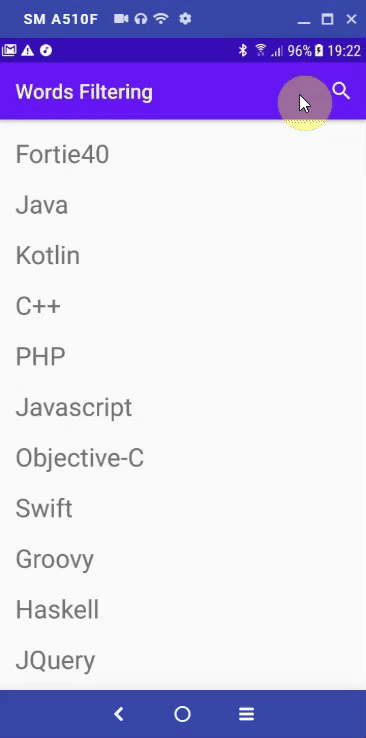 SM A510F
96% 19:22
Words Filtering
Fortie40
Java
Kotlin
C++
PHP
Javascript
Objective-C
Swift
Groovy
Haskell
JQuery